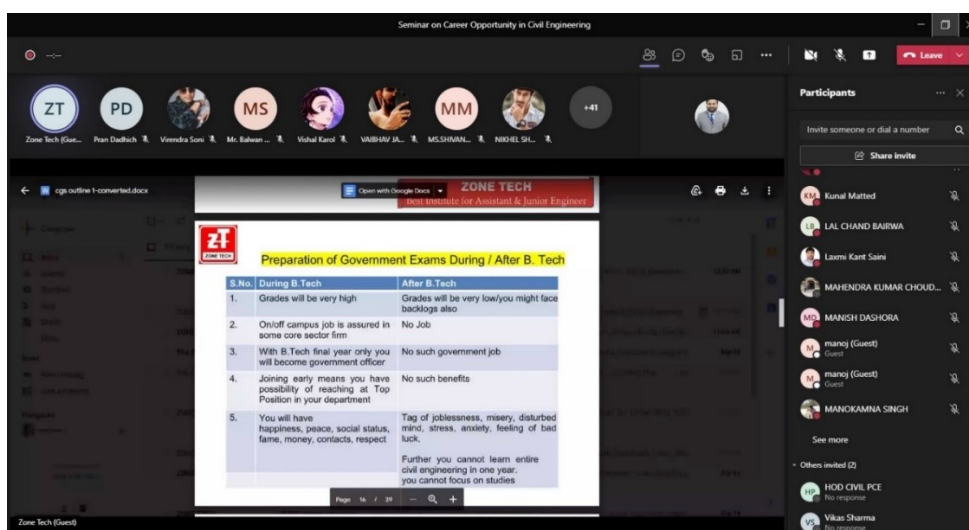 Seminar on Career Opportunity in Civil Engineering
--:--
Leave
ZT
PD
MS
MM
+41
Zone Tech (Gue...
Pran Dadhich
Virendra Soni
Mr. Balwan ...
Vishal Karol
VAIBHAV JA...
MS.SHIVAN...
NIKHEL SH...
Participants
Invite someone or dial a number
Share invite
KM Kunal Matted
LB LAL CHAND BAIRWA
Laxmi Kant Saini
MAHENDRA KUMAR CHOUD...
MD MANISH DASHORA
M manoj (Guest)
Guest
M manoj (Guest)
Guest
MANOKAMNA SINGH
See more
Others invited (2)
HP HOD CIVIL PCE
No response
VS Vikas Sharma
No response
cgs outline 1-converted.docx
Open with Google Docs
ZONE TECH
Best Institute for Assistant & Junior Engineer
ZT
ZONE TECH
Preparation of Government Exams During / After B. Tech
S.No. During B.Tech After B.Tech
1. Grades will be very high Grades will be very low/you might face
backlogs also
2. On/off campus job is assured in No Job
some core sector firm
3. With B.Tech final year only you No such government job
will become government officer
4. Joining early means you have No such benefits
possibility of reaching at Top
Position in your department
5. You will have Tag of joblessness, misery, disturbed
happiness, peace, social status, mind, stress, anxiety, feeling of bad
fame, money, contacts, respect luck,
Further you cannot learn entire
civil engineering in one year.
you cannot focus on studies
Page 16 / 39
Zone Tech (Guest)